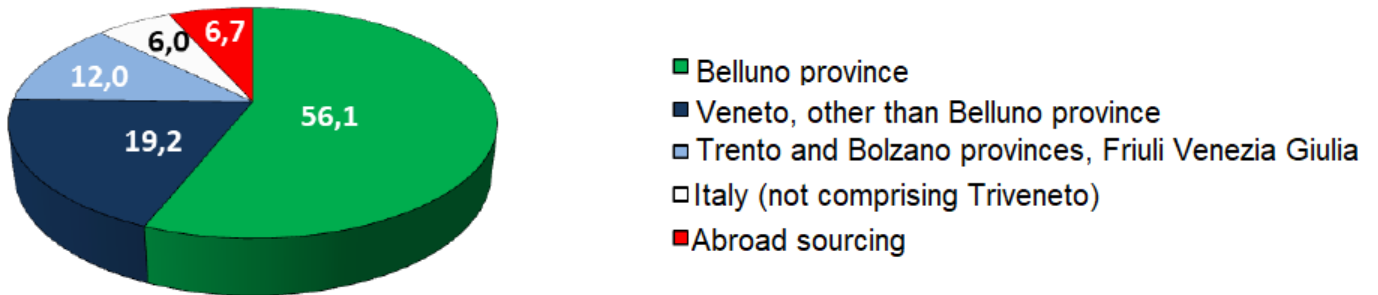 6,0
6,7
12,0
56,1
19,2
Belluno province
Veneto, other than Belluno province
Trento and Bolzano provinces, Friuli Venezia Giulia
Italy (not comprising Triveneto)
Abroad sourcing